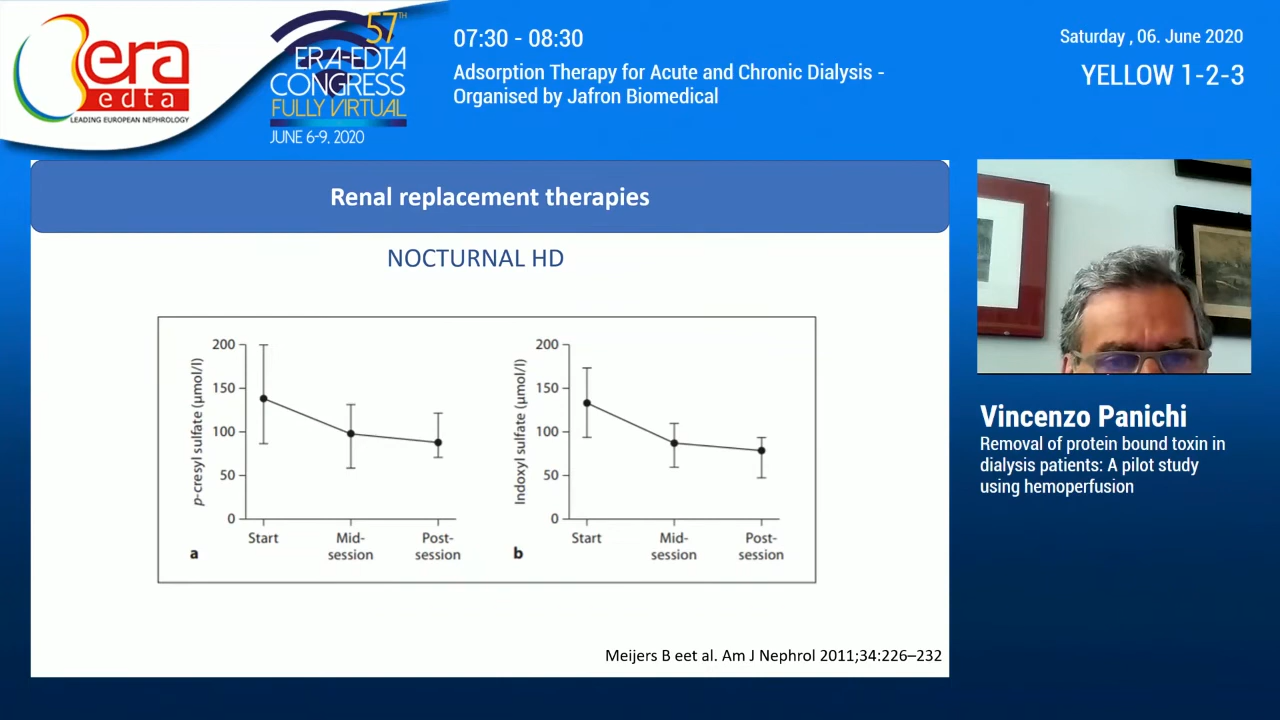 era
edta
LEADING EUROPEAN NEPHROLOGY
57TH
ERA-EDTA
CONGRESS
FULLY VIRTUAL
JUNE 6-9, 2020
07:30 - 08:30
Adsorption Therapy for Acute and Chronic Dialysis -
Organised by Jafron Biomedical
Saturday , 06. June 2020
YELLOW 1-2-3
Renal replacement therapies
NOCTURNAL HD
p-cresyl sulfate (µmol/l)
200
150
100
50
0
Start
Mid-
session
Post-
session
a
Indoxyl sulfate (µmol/l)
200
150
100
50
0
Start
Mid-
session
Post-
session
b
Meijers B eet al. Am J Nephrol 2011;34:226–232
Vincenzo Panichi
Removal of protein bound toxin in
dialysis patients: A pilot study
using hemoperfusion